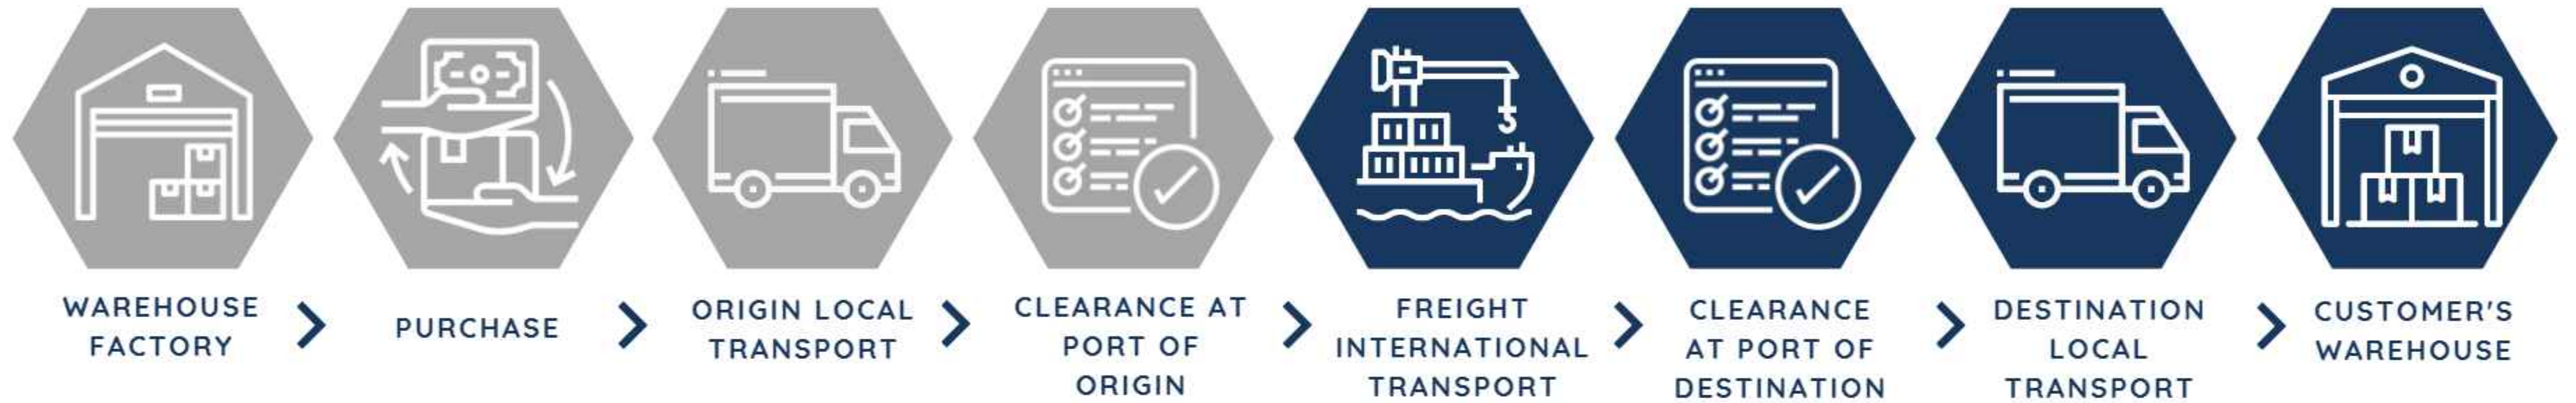 WAREHOUSE
FACTORY
PURCHASE
ORIGIN LOCAL
TRANSPORT
CLEARANCE AT
PORT OF
ORIGIN
FREIGHT
INTERNATIONAL
TRANSPORT
CLEARANCE
AT PORT OF
DESTINATION
DESTINATION
LOCAL
TRANSPORT
CUSTOMER'S
WAREHOUSE